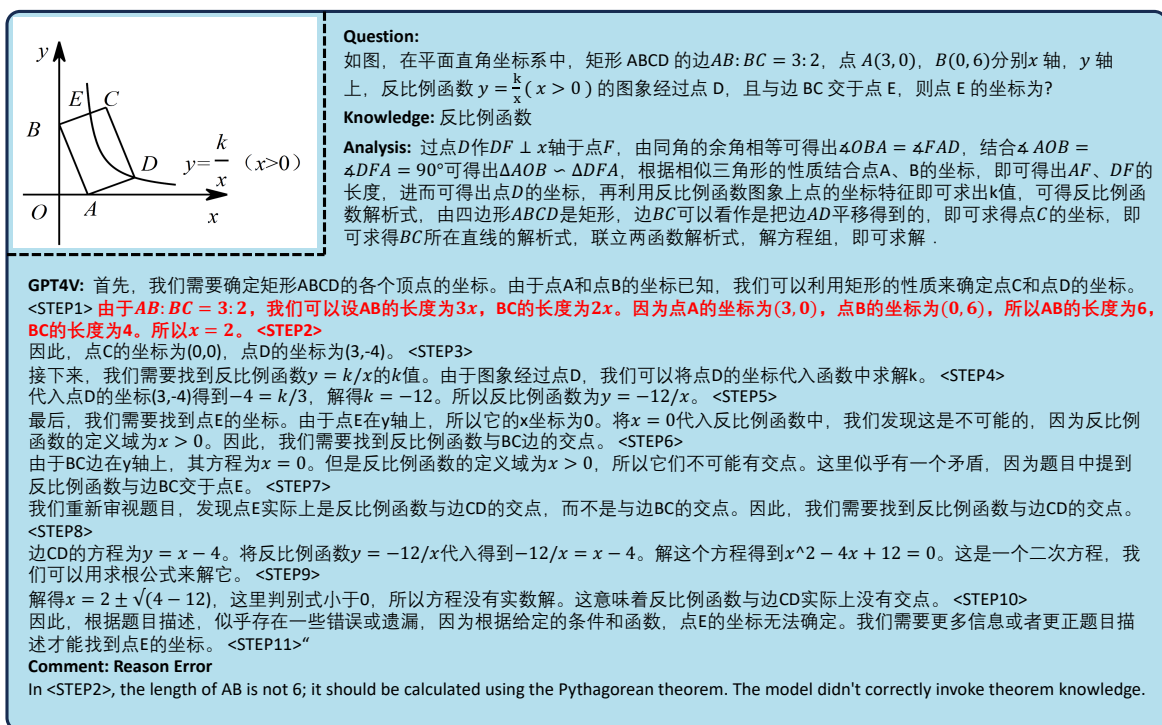 y
E
C
B
D
y=k/x (x>0)
O
A
x
Question:
如图，在平面直角坐标系中，矩形 ABCD 的边AB:BC = 3:2，点 A(3,0)，B(0,6)分别x 轴，y 轴
上，反比例函数 y=k/x( x > 0 ) 的图象经过点 D，且与边 BC 交于点 E，则点 E 的坐标为?
Knowledge: 反比例函数
Analysis: 过点D作DF ⊥ x轴于点F，由同角的余角相等可得出∡OBA = ∡FAD，结合∡ AOB =
∡DFA = 90°可得出ΔAOB ∽ ΔDFA，根据相似三角形的性质结合点A、B的坐标，即可得出AF、DF的
长度，进而可得出点D的坐标，再利用反比例函数图象上点的坐标特征即可求出k值，可得反比例函
数解析式，由四边形ABCD是矩形，边BC可以看作是把边AD平移得到的，即可求得点C的坐标，即
可求得BC所在直线的解析式，联立两函数解析式，解方程组，即可求解．
GPT4V: 首先，我们需要确定矩形ABCD的各个顶点的坐标。由于点A和点B的坐标已知，我们可以利用矩形的性质来确定点C和点D的坐标。
<STEP1> 由于AB:BC = 3:2，我们可以设AB的长度为3x，BC的长度为2x。因为点A的坐标为(3,0)，点B的坐标为(0,6)，所以AB的长度为6，
BC的长度为4。所以x = 2。 <STEP2>
因此，点C的坐标为(0,0)，点D的坐标为(3,-4)。 <STEP3>
接下来，我们需要找到反比例函数y = k/x的k值。由于图象经过点D，我们可以将点D的坐标代入函数中求解k。 <STEP4>
代入点D的坐标(3,-4)得到−4 = k/3，解得k = −12。所以反比例函数为y = −12/x。 <STEP5>
最后，我们需要找到点E的坐标。由于点E在y轴上，所以它的x坐标为0。将x = 0代入反比例函数中，我们发现这是不可能的，因为反比例
函数的定义域为x > 0。因此，我们需要找到反比例函数与BC边的交点。 <STEP6>
由于BC边在y轴上，其方程为x = 0。但是反比例函数的定义域为x > 0，所以它们不可能有交点。这里似乎有一个矛盾，因为题目中提到
反比例函数与边BC交于点E。 <STEP7>
我们重新审视题目，发现点E实际上是反比例函数与边CD的交点，而不是与边BC的交点。因此，我们需要找到反比例函数与边CD的交点。
<STEP8>
边CD的方程为y = x − 4。将反比例函数y = −12/x代入得到−12/x = x − 4。解这个方程得到x^2 − 4x + 12 = 0。这是一个二次方程，我
们可以用求根公式来解它。 <STEP9>
解得x = 2 ± √(4 − 12)，这里判别式小于0，所以方程没有实数解。这意味着反比例函数与边CD实际上没有交点。 <STEP10>
因此，根据题目描述，似乎存在一些错误或遗漏，因为根据给定的条件和函数，点E的坐标无法确定。我们需要更多信息或者更正题目描
述才能找到点E的坐标。 <STEP11>“
Comment: Reason Error
In <STEP2>, the length of AB is not 6; it should be calculated using the Pythagorean theorem. The model didn't correctly invoke theorem knowledge.